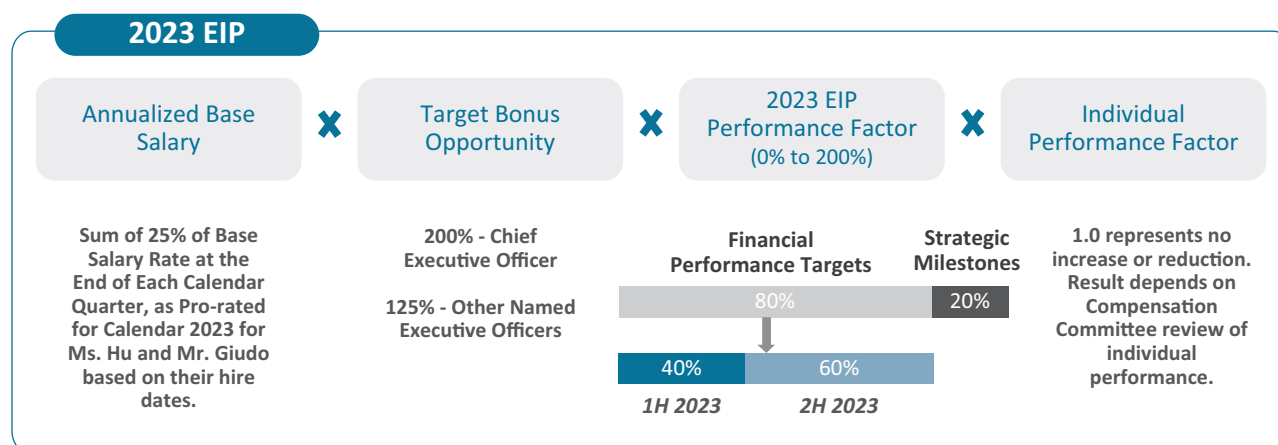 2023 EIP
Annualized Base
Salary
Target Bonus
Opportunity
2023 EIP
Performance Factor
(0% to 200%)
Individual
Performance Factor
Sum of 25% of Base
Salary Rate at the
End of Each Calendar
Quarter, as Pro-rated
for Calendar 2023 for
Ms. Hu and Mr. Giudo
based on their hire
dates.
200% - Chief
Executive Officer
125% - Other Named
Executive Officers
Financial
Performance Targets
Strategic
Milestones
80%
20%
40%
60%
1H 2023
2H 2023
1.0 represents no
increase or reduction.
Result depends on
Compensation
Committee review of
individual
performance.